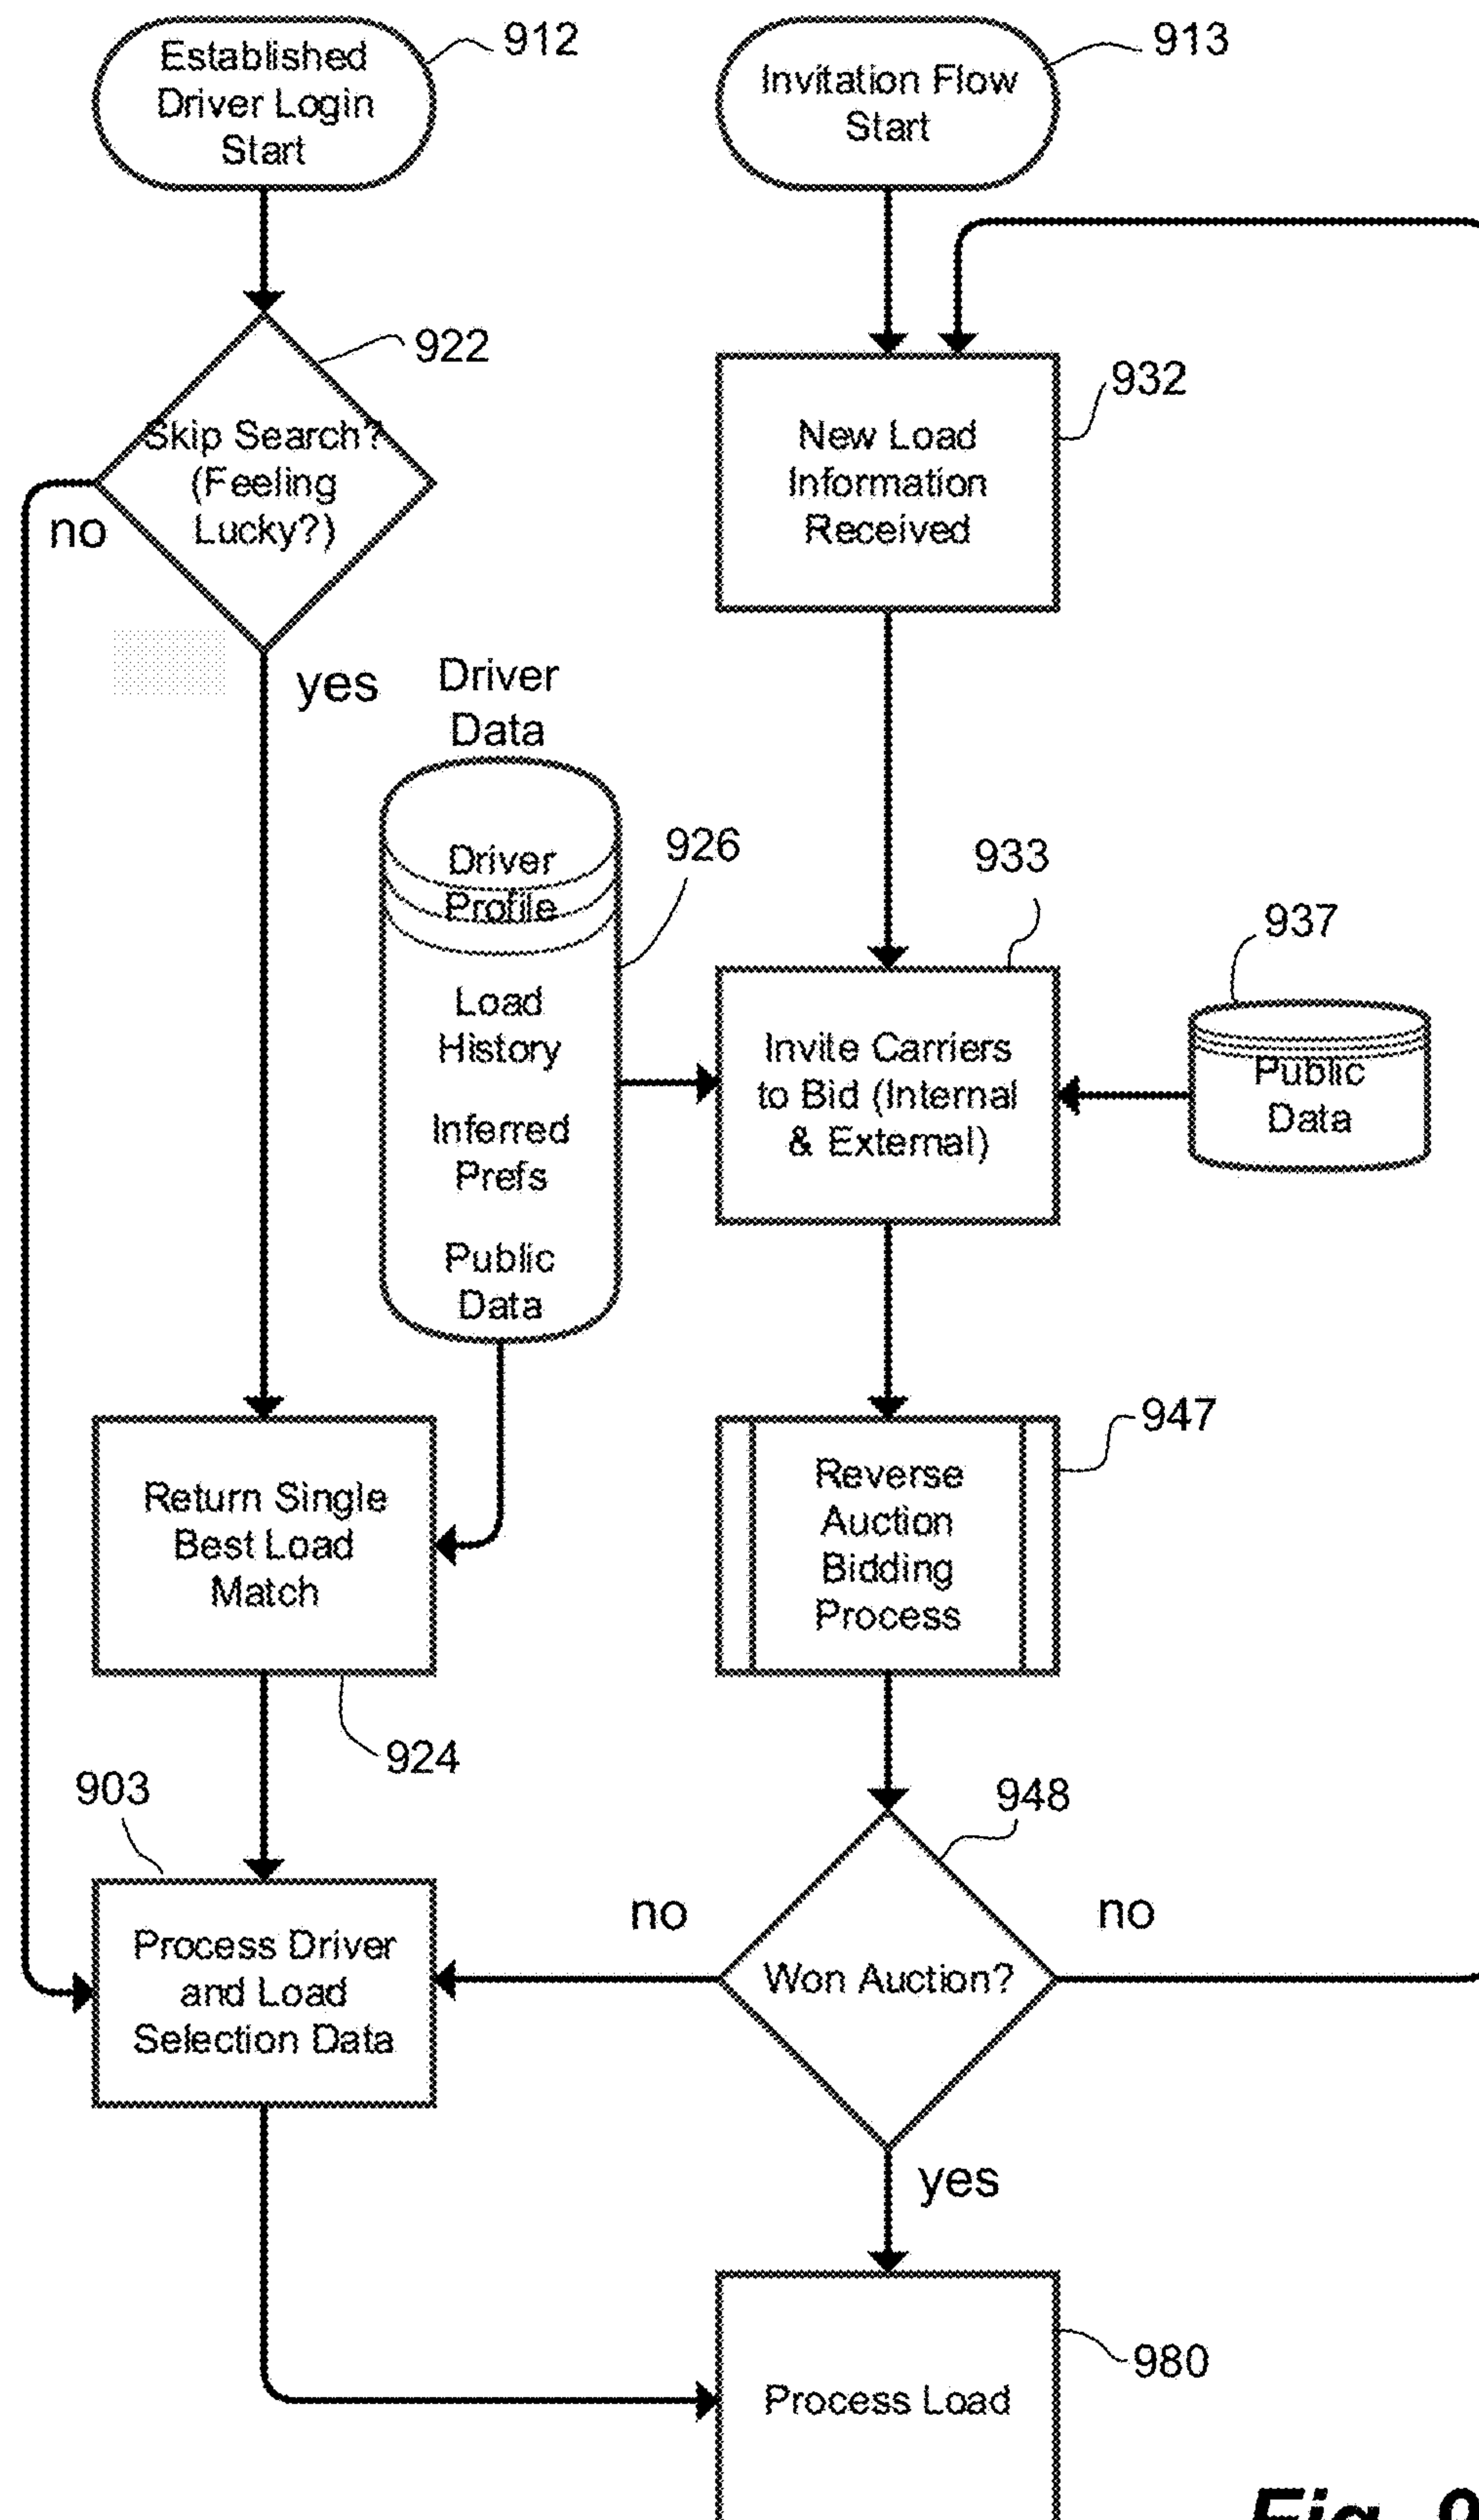 Established
Driver Login
Start
912
Invitation Flow
Start
913
922
Skip Search?
(Feeling
Lucky?)
no
yes
932
New Load
Information
Received
Driver
Data
926
Driver
Profile
Load
History
Inferred
Prefs
Public
Data
933
937
Invite Carriers
to Bid (Internal
& External)
Public
Data
Return Single
Best Load
Match
924
947
Reverse
Auction
Bidding
Process
903
948
Process Driver
and Load
Selection Data
no
Won Auction?
no
yes
980
Process Load
Fig. 9